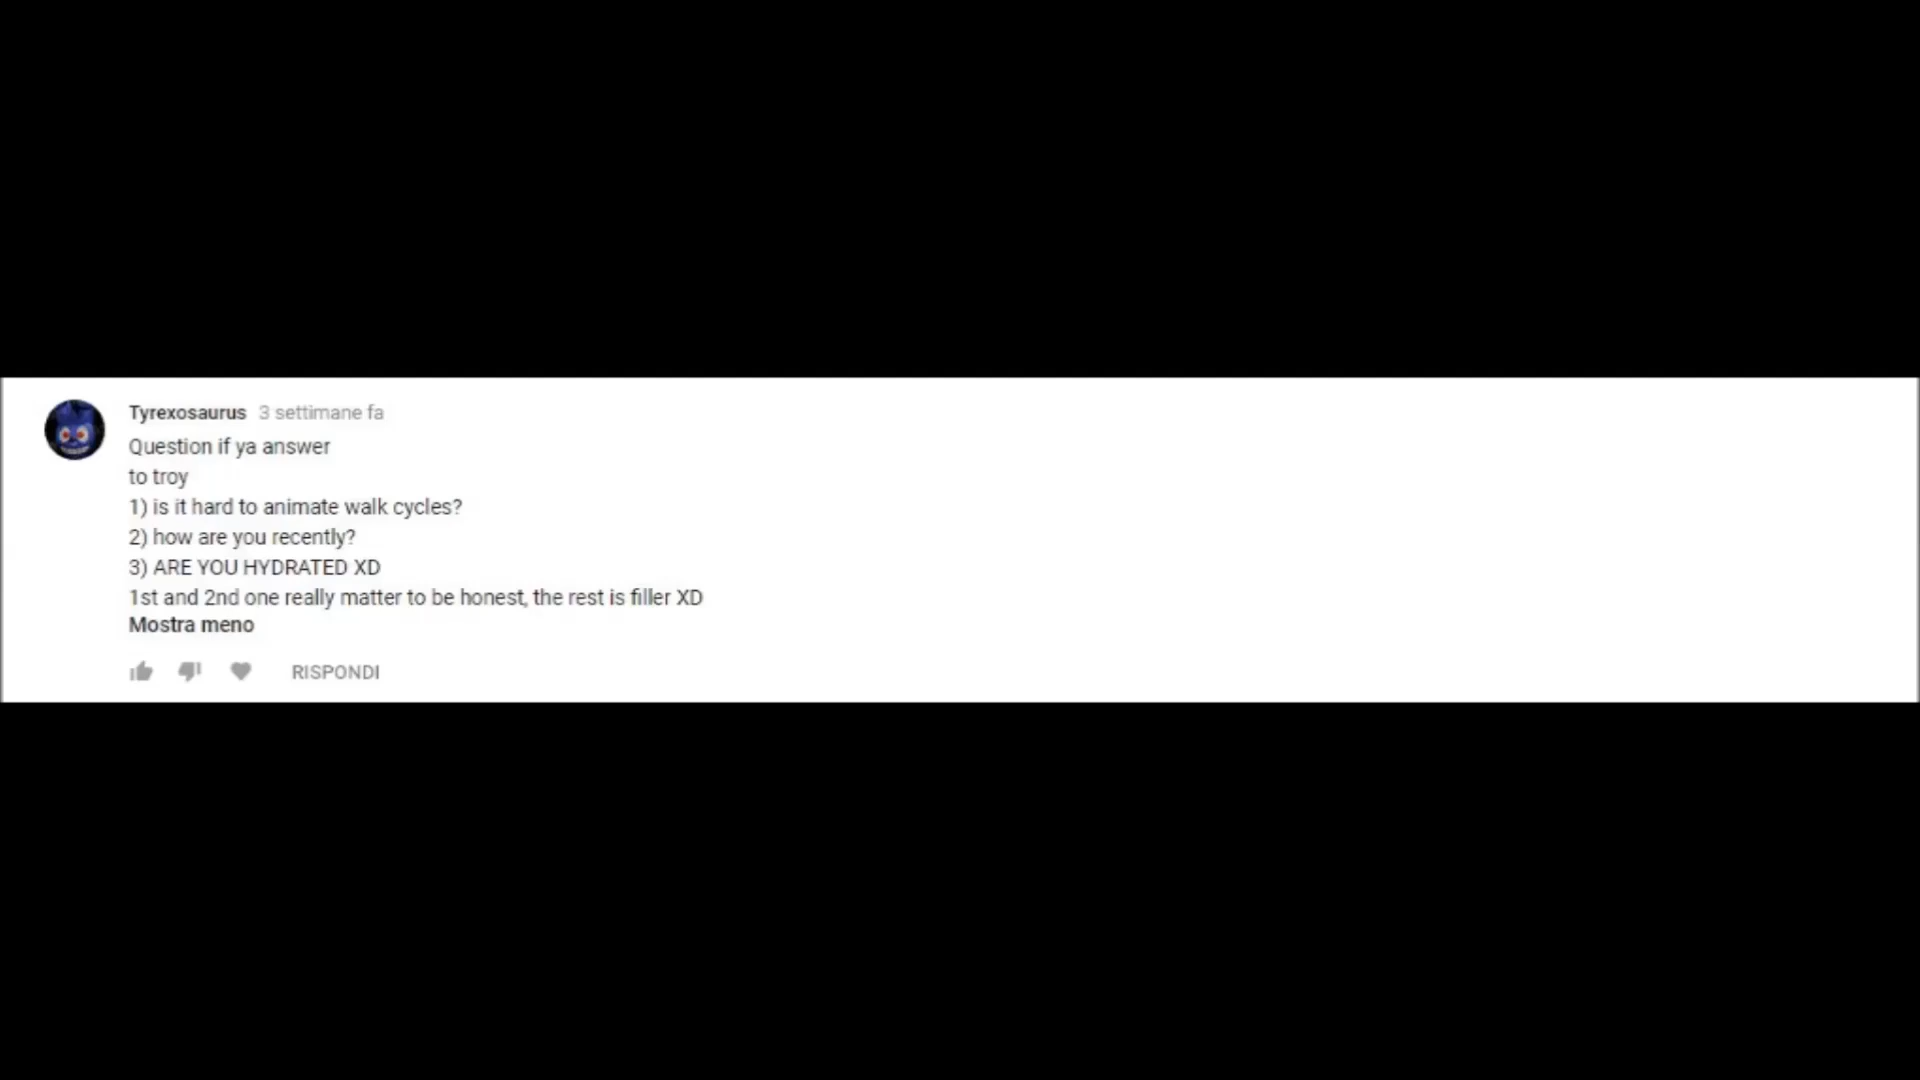 Tyrexosaurus 3 settimane fa
Question if ya answer
to troy
1) is it hard to animate walk cycles?
2) how are you recently?
3) ARE YOU HYDRATED XD
1st and 2nd one really matter to be honest, the rest is filler XD
Mostra meno
RISPONDI